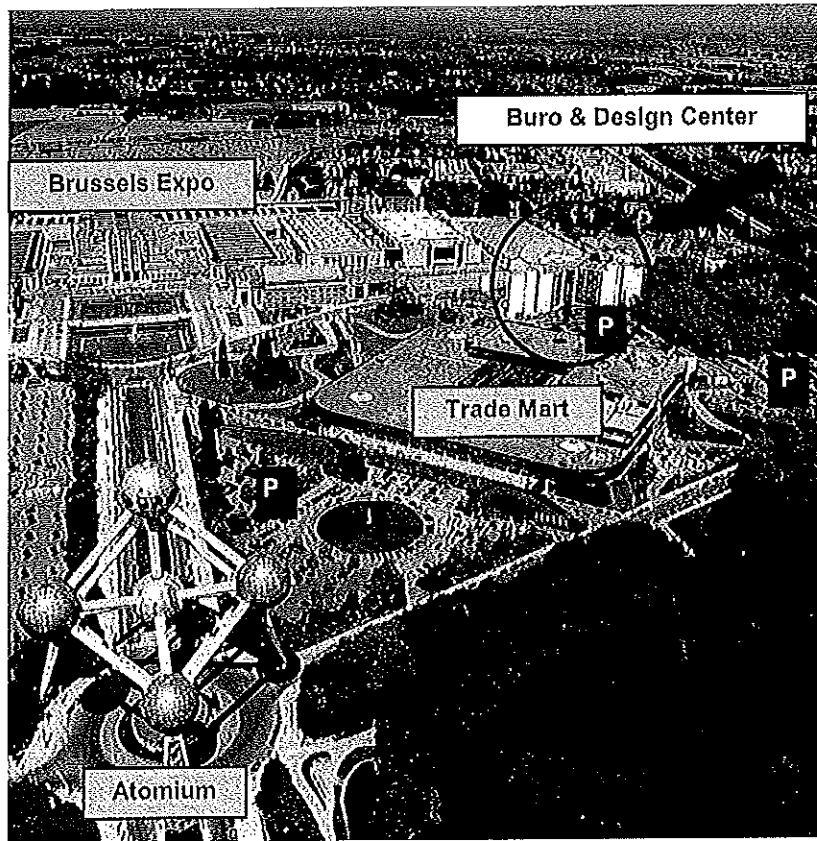 Buro & Design Center
Brussels Expo
P
P
Trade Mart
P
Atomium